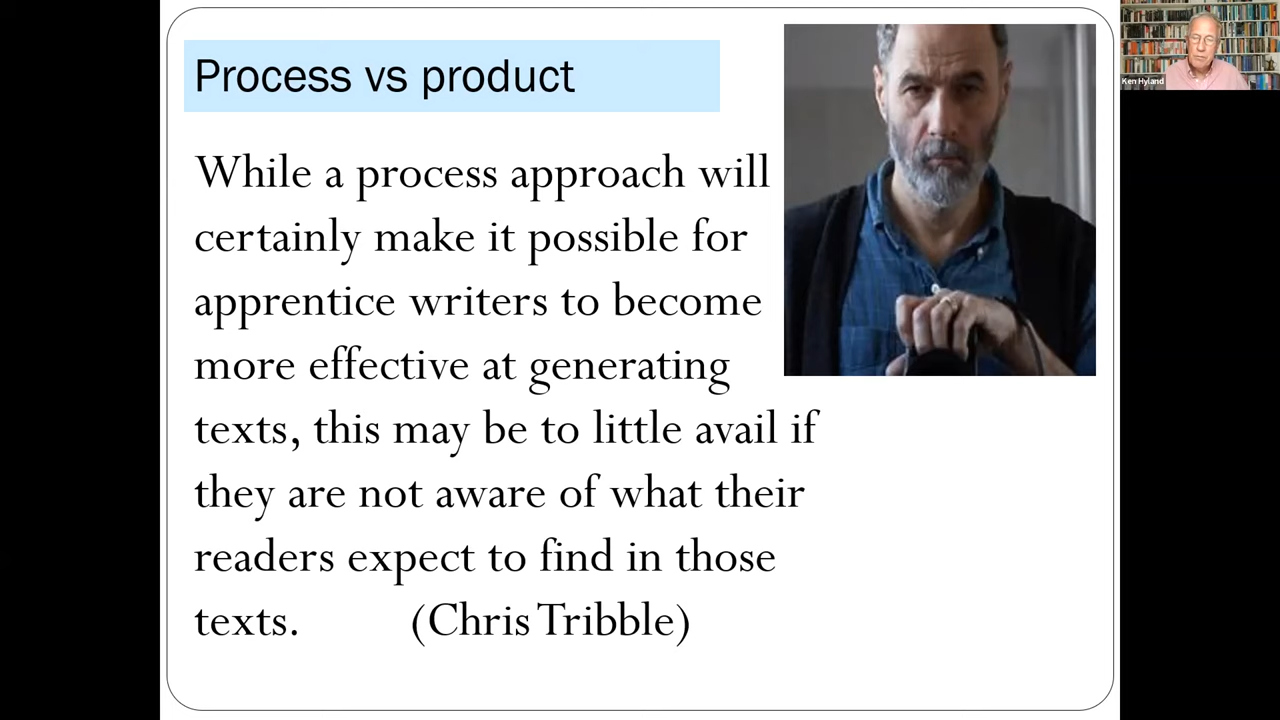 Process vs product
While a process approach will
certainly make it possible for
apprentice writers to become
more effective at generating
texts, this may be to little avail if
they are not aware of what their
readers expect to find in those
texts. (Chris Tribble)
Ken Hyland